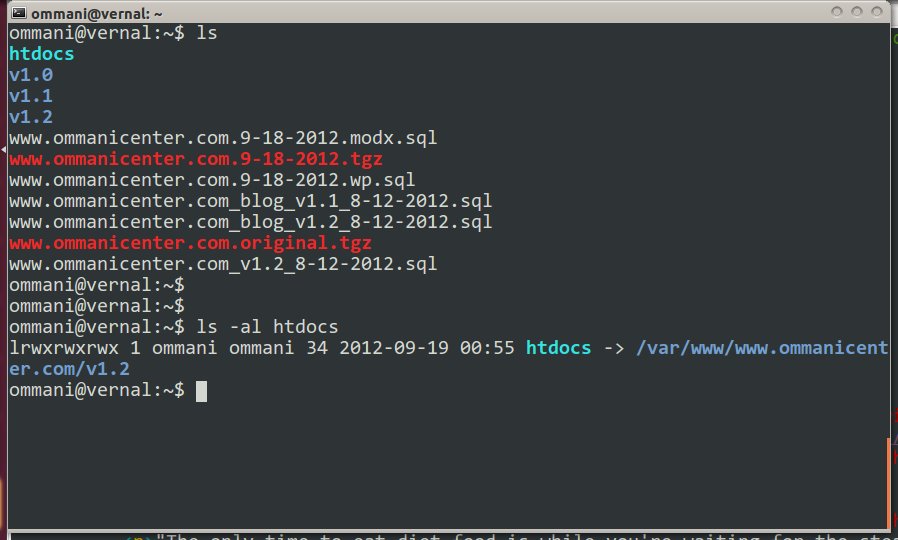 ommani@vernal: ~
ommani@vernal:~$ ls
htdocs
v1.0
v1.1
v1.2
www.ommanicenter.com.9-18-2012.modx.sql
www.ommanicenter.com.9-18-2012.tgz
www.ommanicenter.com.9-18-2012.wp.sql
www.ommanicenter.com_blog_v1.1_8-12-2012.sql
www.ommanicenter.com_blog_v1.2_8-12-2012.sql
www.ommanicenter.com.original.tgz
www.ommanicenter.com_v1.2_8-12-2012.sql
ommani@vernal:~$
ommani@vernal:~$
ommani@vernal:~$ ls -al htdocs
lrwxrwxrwx 1 ommani ommani 34 2012-09-19 00:55 htdocs -> /var/www/www.ommanicent
er.com/v1.2
ommani@vernal:~$
"The only time to eat diet food is while you're waiting for the